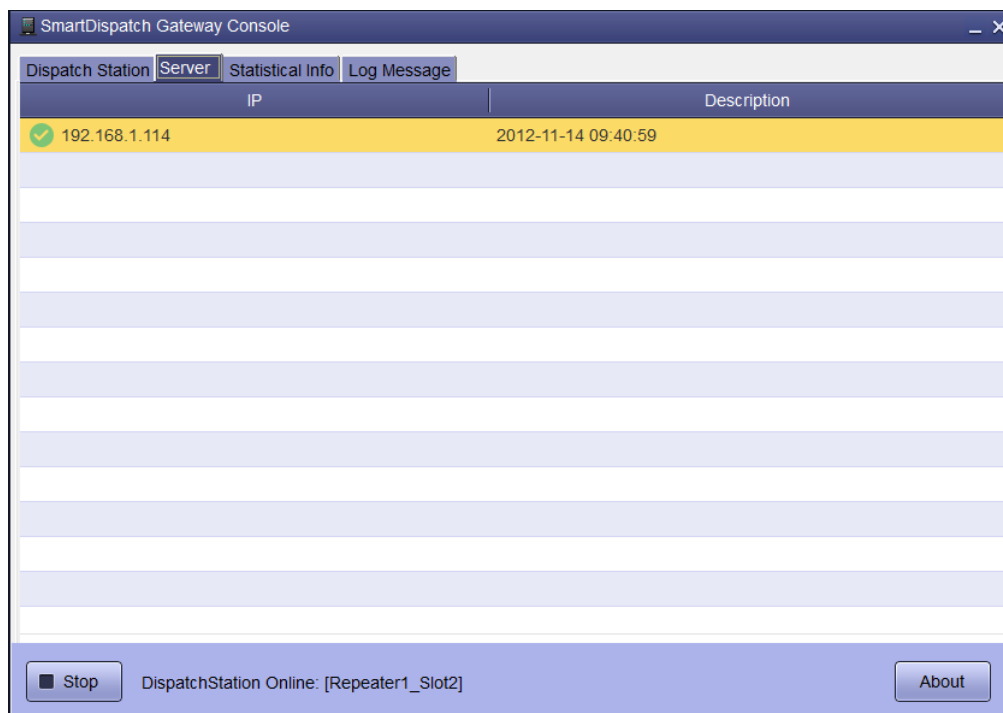 SmartDispatch Gateway Console
Dispatch Station Server Statistical Info Log Message
IP Description
192.168.1.114 2012-11-14 09:40:59
Stop DispatchStation Online: [Repeater1_Slot2] About